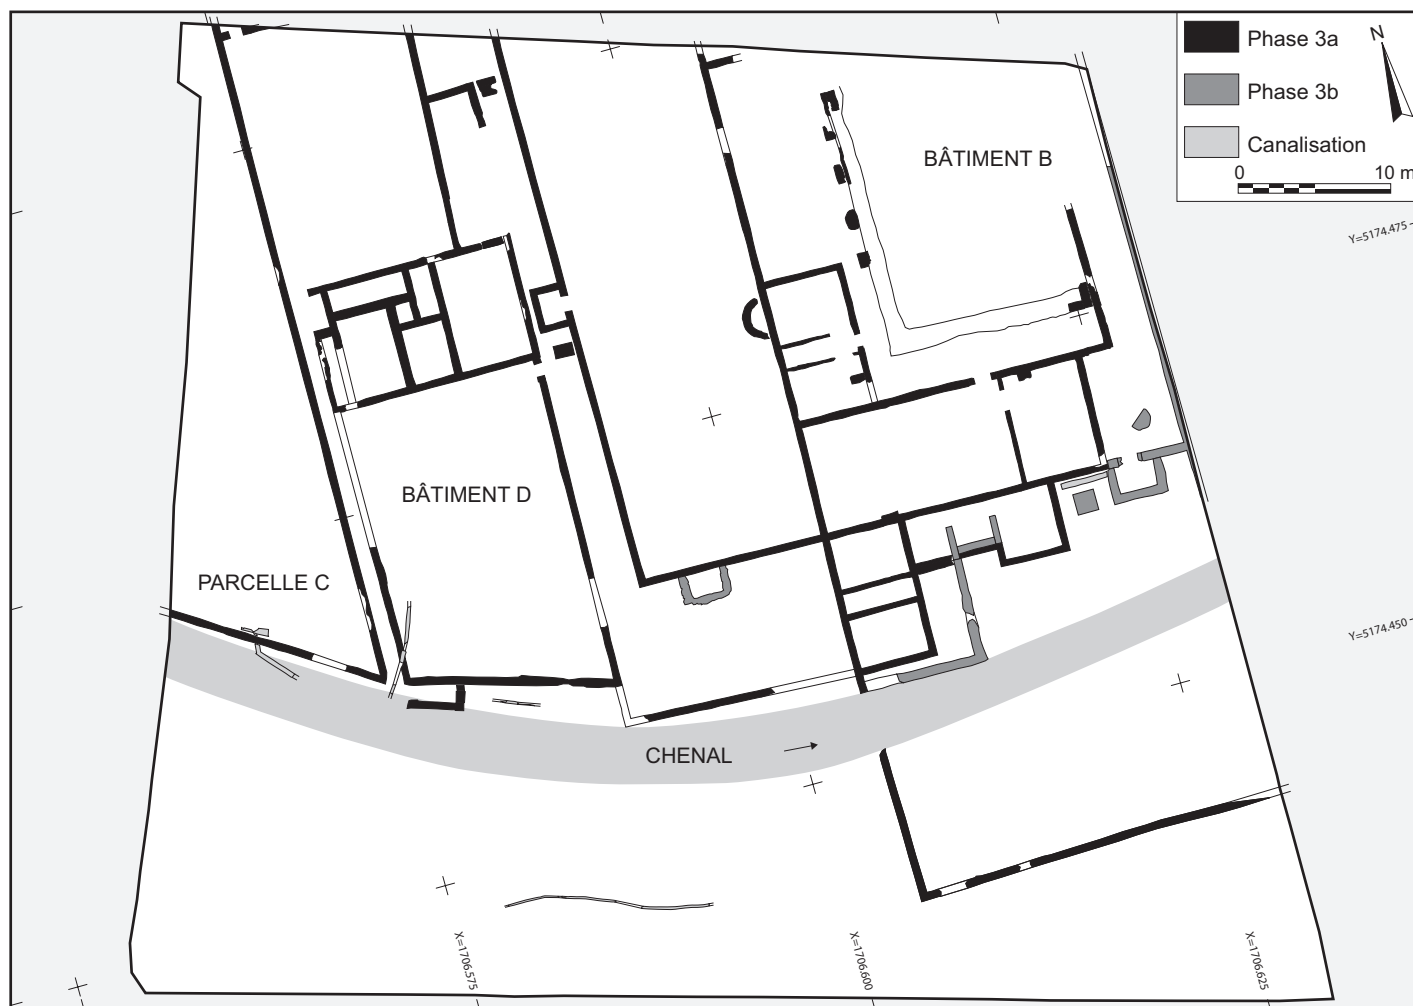 Phase 3a
N
Phase 3b
Canalisation
0 10 m
BÂTIMENT B
Y=5174.475
BÂTIMENT D
PARCELLE C
Y=5174.450
CHENAL
X=1706.575
X=1706.600
X=1706.625